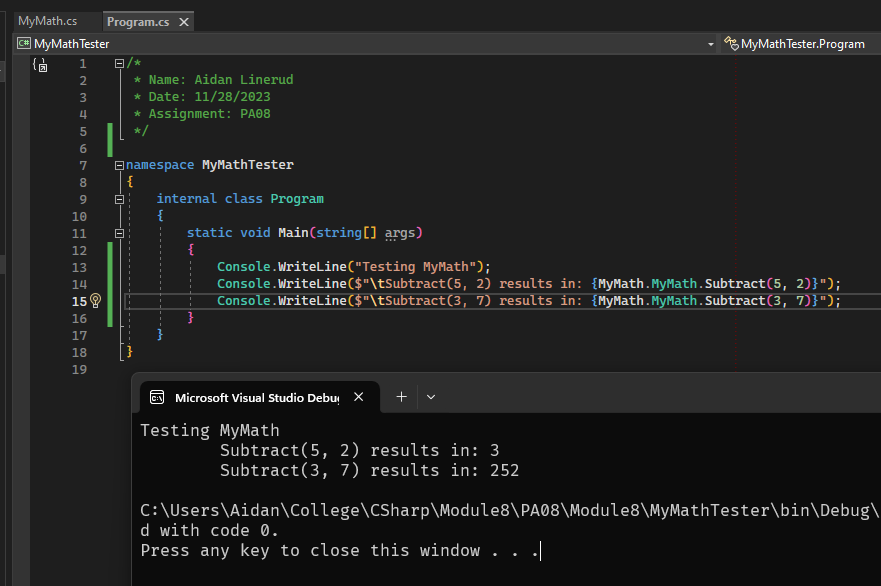 MyMath.cs Program.cs
C# MyMathTester MyMathTester.Program
1 /*
2 * Name: Aidan Linerud
3 * Date: 11/28/2023
4 * Assignment: PA08
5 */
6
7 namespace MyMathTester
8 {
9 internal class Program
10 {
11 static void Main(string[] args)
12 {
13 Console.WriteLine("Testing MyMath");
14 Console.WriteLine($"\tSubtract(5, 2) results in: {MyMath.MyMath.Subtract(5, 2)}");
15 Console.WriteLine($"\tSubtract(3, 7) results in: {MyMath.MyMath.Subtract(3, 7)}");
16 }
17 }
18 }
19
Microsoft Visual Studio Debug
Testing MyMath
Subtract(5, 2) results in: 3
Subtract(3, 7) results in: 252
C:\Users\Aidan\College\CSharp\Module8\PA08\Module8\MyMathTester\bin\Debug\
d with code 0.
Press any key to close this window . . .